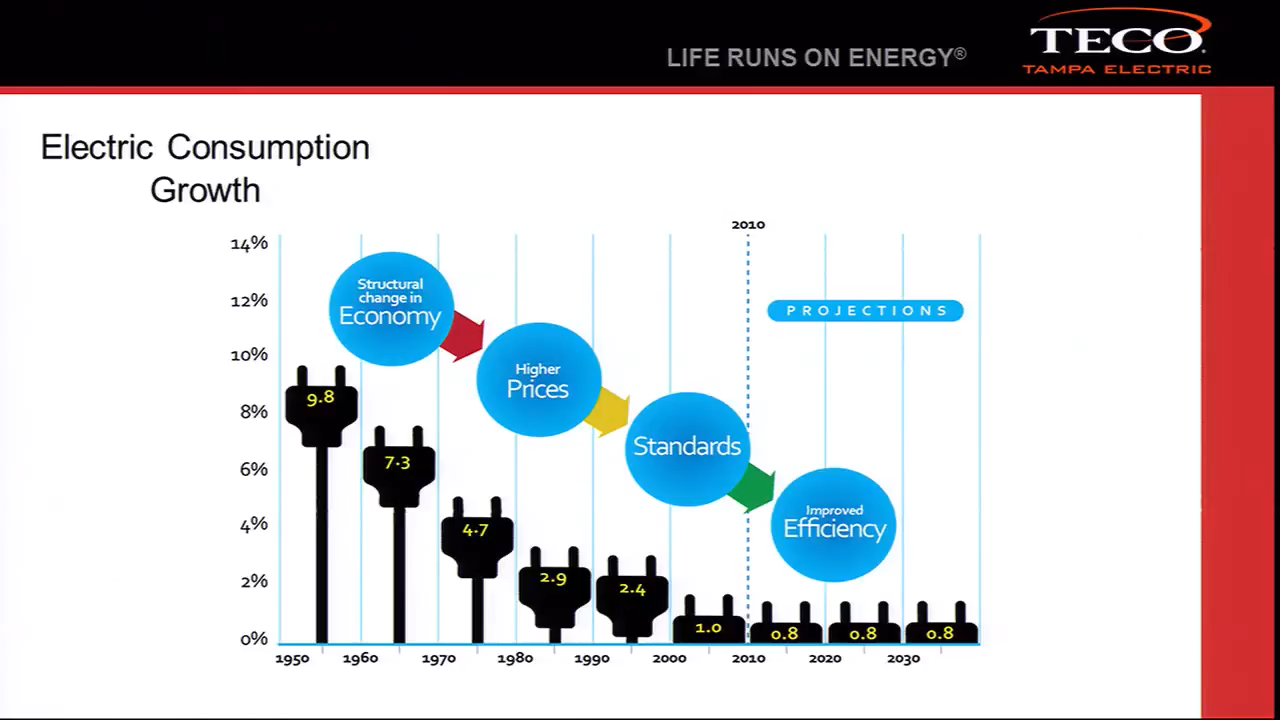 LIFE RUNS ON ENERGY®
TECO.
TAMPA ELECTRIC
Electric Consumption
Growth
2010
14%
12%
10%
8%
6%
4%
2%
0%
Structural
change in
Economy
Higher
Prices
Standards
Improved
Efficiency
PROJECTIONS
9.8
7.3
4.7
2.9
2.4
1.0
0.8
0.8
0.8
1950 1960 1970 1980 1990 2000 2010 2020 2030